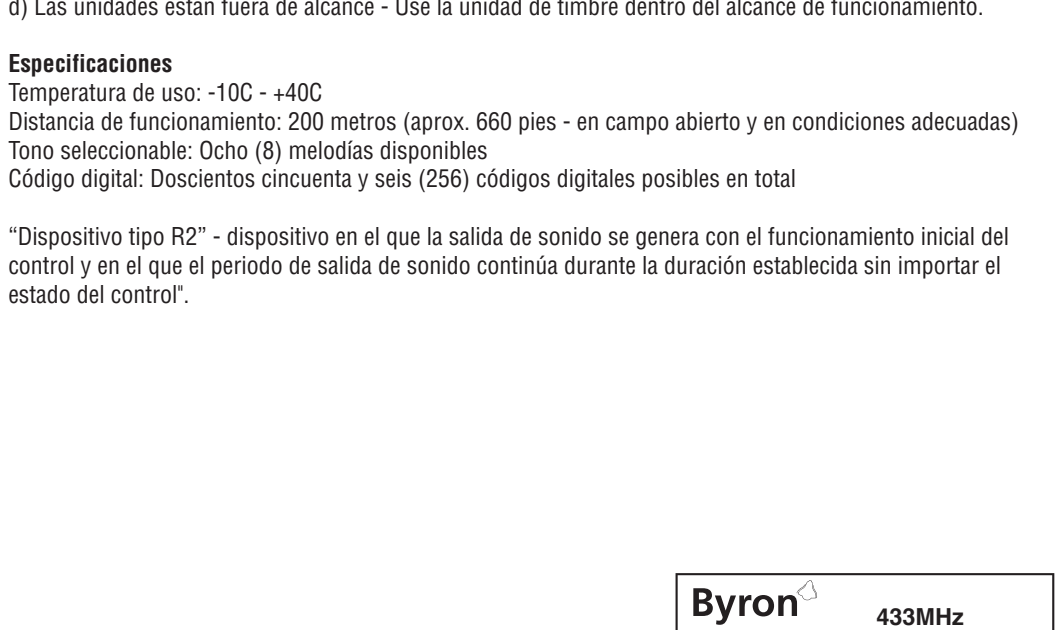 d) Las unidades están fuera de alcance - Use la unidad de timbre dentro del alcance de funcionamiento.
Especificaciones
Temperatura de uso: -10C - +40C
Distancia de funcionamiento: 200 metros (aprox. 660 pies - en campo abierto y en condiciones adecuadas)
Tono seleccionable: Ocho (8) melodías disponibles
Código digital: Doscientos cincuenta y seis (256) códigos digitales posibles en total
“Dispositivo tipo R2” - dispositivo en el que la salida de sonido se genera con el funcionamiento inicial del
control y en el que el periodo de salida de sonido continúa durante la duración establecida sin importar el
estado del control".
Byron
433MHz